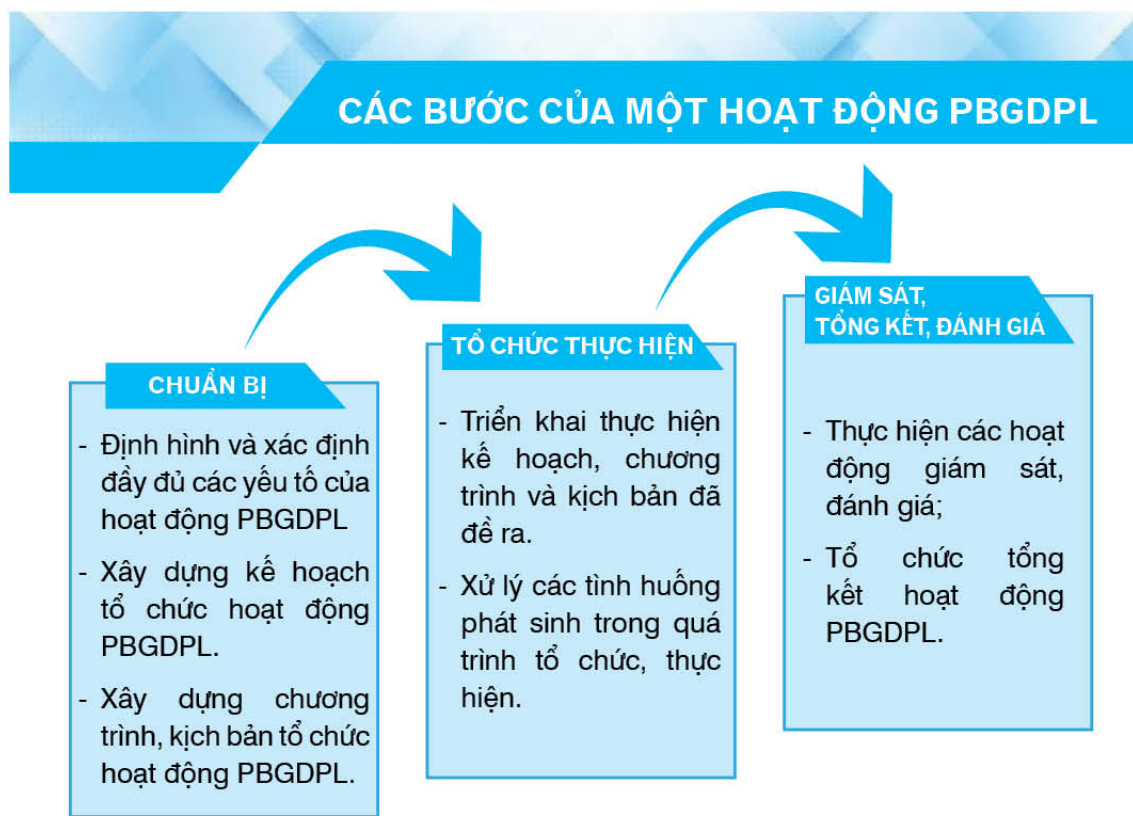 CÁC BƯỚC CỦA MỘT HOẠT ĐỘNG PBGDPL
CHUẨN BỊ
- Định hình và xác định
đầy đủ các yếu tố của
hoạt động PBGDPL
- Xây dựng kế hoạch
tổ chức hoạt động
PBGDPL.
- Xây dựng chương
trình, kịch bản tổ chức
hoạt động PBGDPL.
TỔ CHỨC THỰC HIỆN
- Triển khai thực hiện
kế hoạch, chương
trình và kịch bản đã
đề ra.
- Xử lý các tình huống
phát sinh trong quá
trình tổ chức, thực
hiện.
GIÁM SÁT,
TỔNG KẾT, ĐÁNH GIÁ
- Thực hiện các hoạt
động giám sát,
đánh giá;
- Tổ chức tổng
kết hoạt động
PBGDPL.